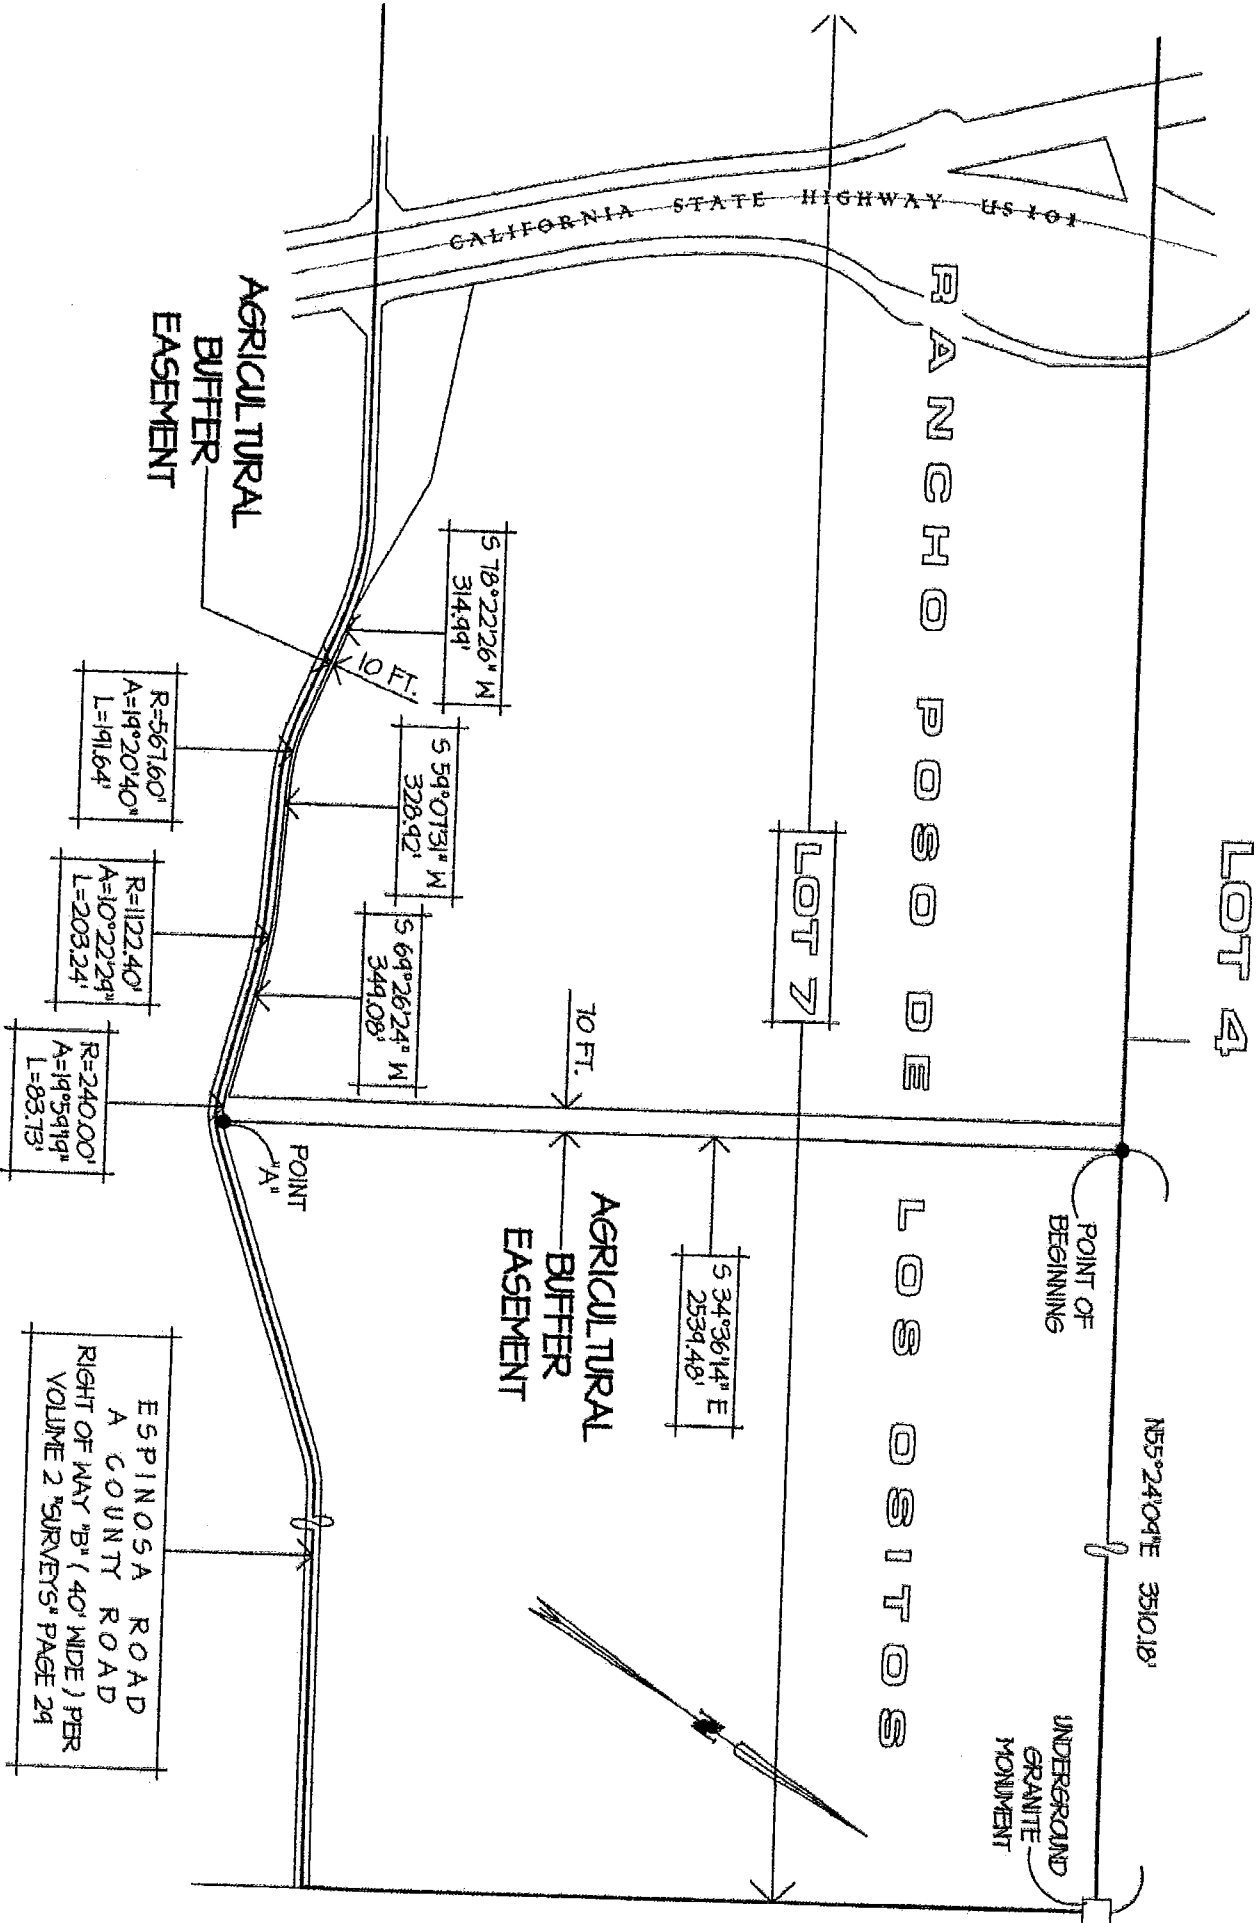 LOT 4
N55°24'09"E 3510.18'
UNDERGROUND
GRANITE
MONUMENT
POINT OF
BEGINNING
CALIFORNIA STATE HIGHWAY US 101
RANCHO POSO DE LOS OSITOS
LOT 7
S 34°36'14" E
2539.48'
70 FT.
AGRICULTURAL
BUFFER
EASEMENT
S 78°22'26" W
314.99'
S 59°01'31" W
328.92'
S 69°26'24" W
349.08'
10 FT.
AGRICULTURAL
BUFFER
EASEMENT
POINT
"A"
R=567.60'
A=19°20'40"
L=191.64'
R=1122.40'
A=10°22'29"
L=203.24'
R=240.00'
A=19°59'19"
L=83.73'
N
ESPINOSA ROAD
A COUNTY ROAD
RIGHT OF WAY "B" ( 40' WIDE ) PER
VOLUME 2 "SURVEYS" PAGE 29